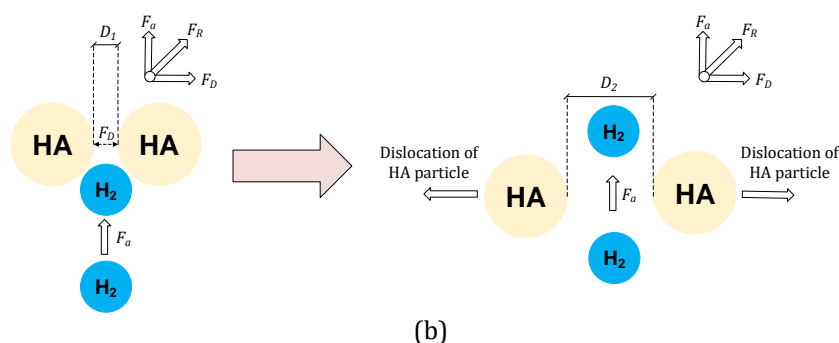 D1
Fa
FR
FD
HA
FD
HA
H2
Fa
H2
Fa
FR
FD
D2
H2
Dislocation of
HA particle
Dislocation of
HA particle
HA
Fa
HA
H2
(b)